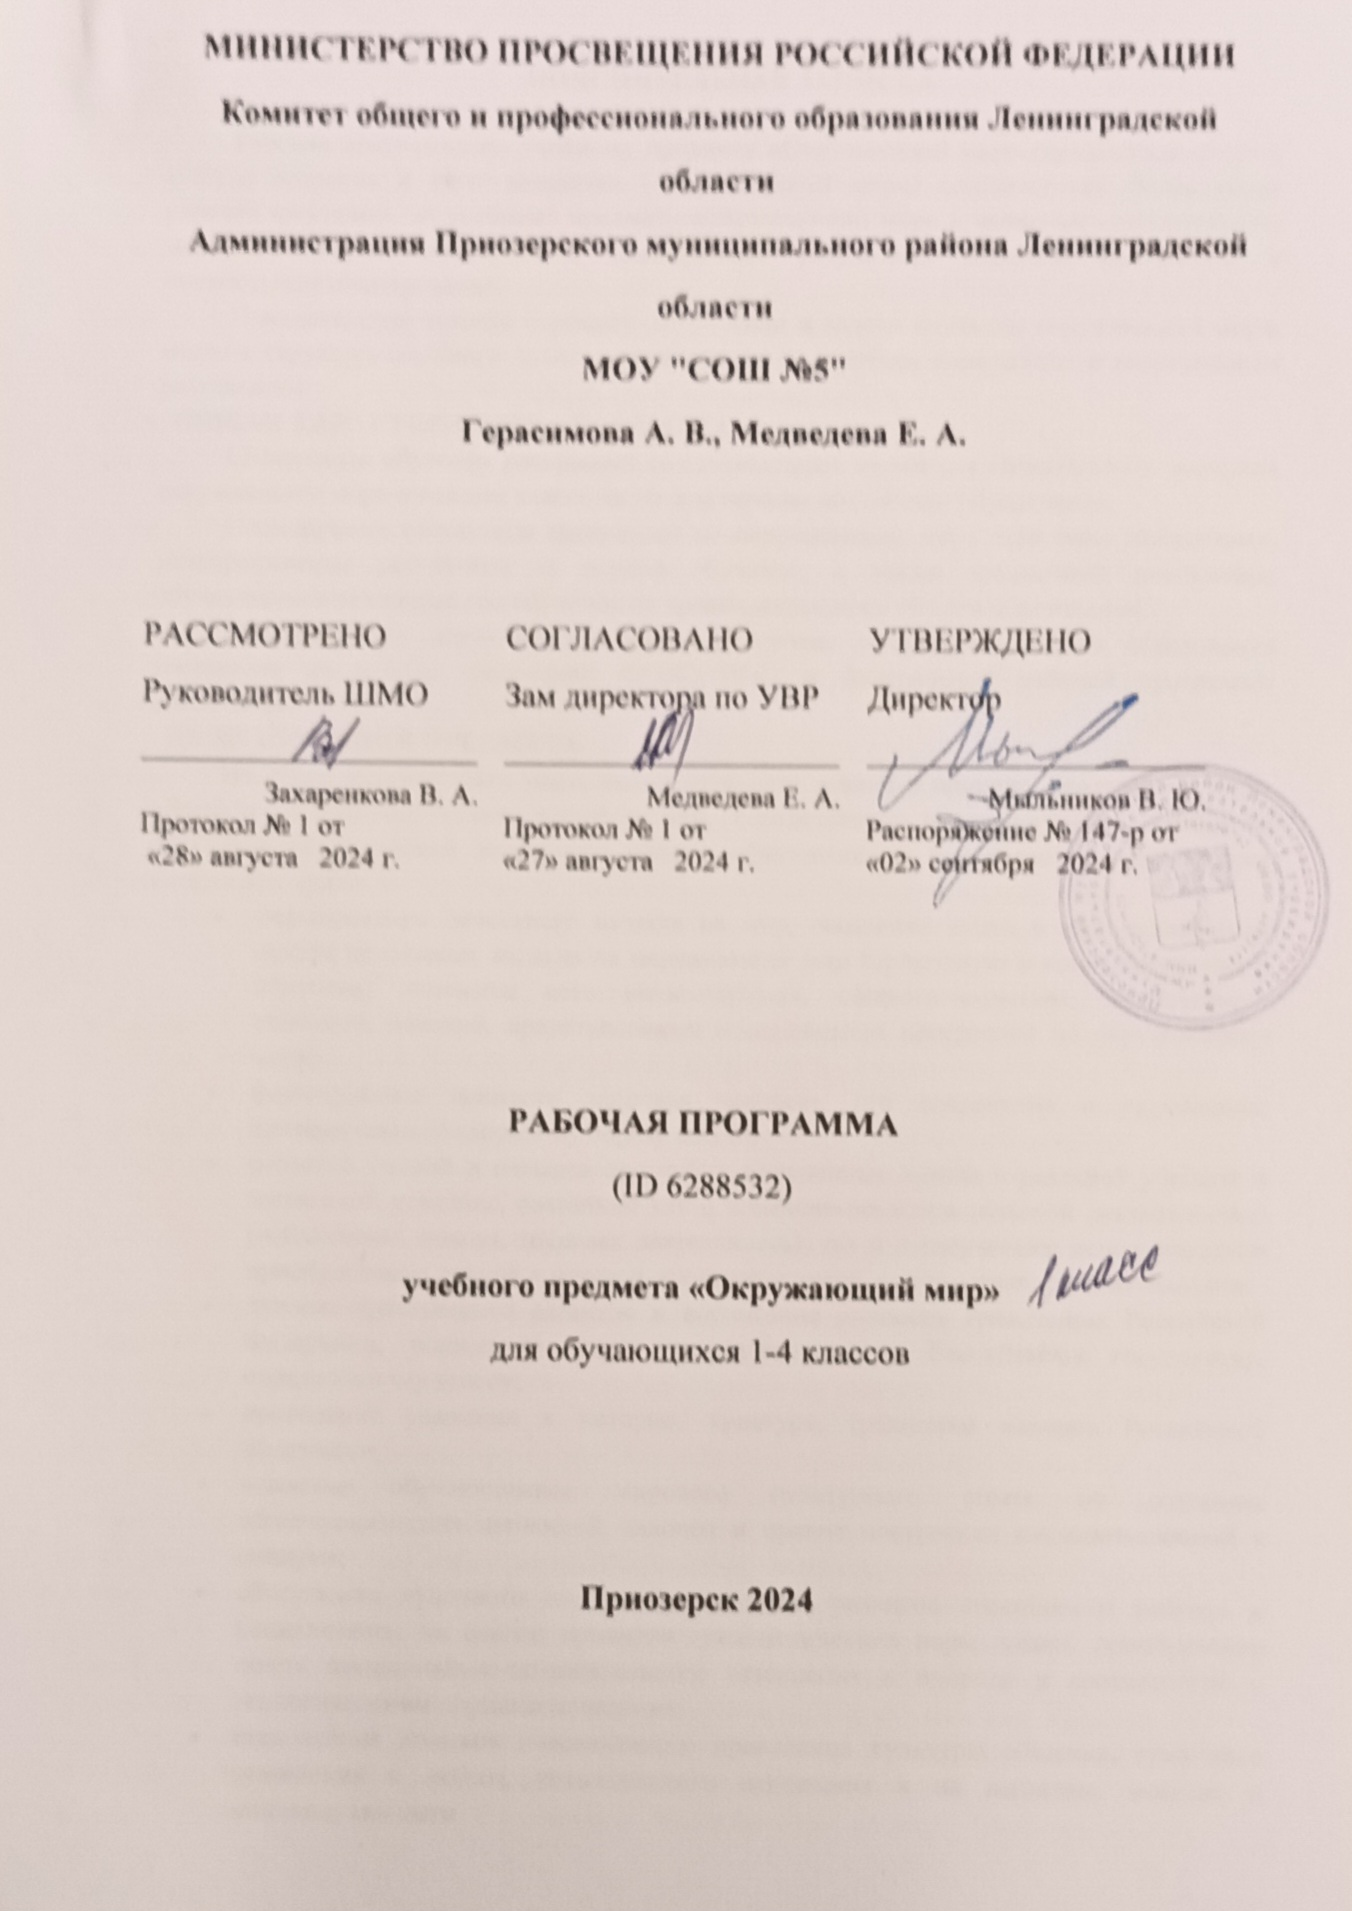 МИНИСТЕРСТВО ПРОСВЕЩЕНИЯ РОССИЙСКОЙ ФЕДЕРАЦИИ
Комитет общего и профессионального образования Ленинградской
области
Администрация Приозерского муниципального района Ленинградской
области
МОУ "СОШ №5"
Герасимова А. В., Медведева Е. А.
РАССМОТРЕНО
Руководитель ШМО
Захаренкова В. А.
Протокол № 1 от
«28» августа 2024 г.
СОГЛАСОВАНО
Зам директора по УВР
Медведева Е. А.
Протокол № 1 от
«27» августа 2024 г.
УТВЕРЖДЕНО
Директор
Мыльников В. Ю.
Распоряжение № 147-р от
«02» сентября 2024 г.
РАБОЧАЯ ПРОГРАММА
(ID 6288532)
учебного предмета «Окружающий мир» 1 класс
для обучающихся 1-4 классов
Приозерск 2024